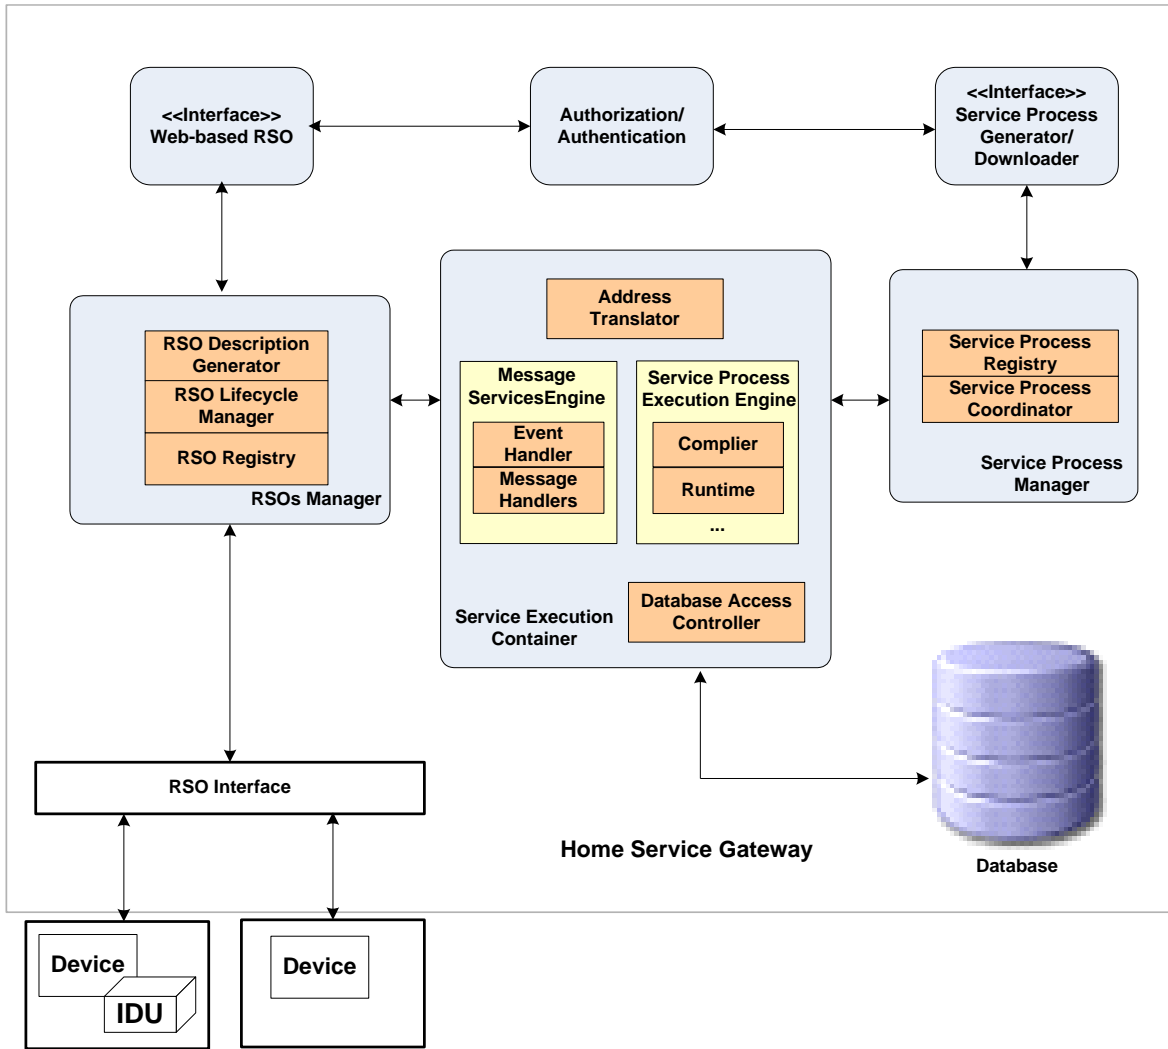 <<Interface>>
Web-based RSO
Authorization/
Authentication
<<Interface>>
Service Process
Generator/
Downloader
RSO Description
Generator
RSO Lifecycle
Manager
RSO Registry
RSOs Manager
Address
Translator
Message
ServicesEngine
Event
Handler
Message
Handlers
Service Process
Execution Engine
Complier
Runtime
...
Service Execution
Container
Database Access
Controller
Service Process
Registry
Service Process
Coordinator
Service Process
Manager
RSO Interface
Home Service Gateway
Database
Device
IDU
Device